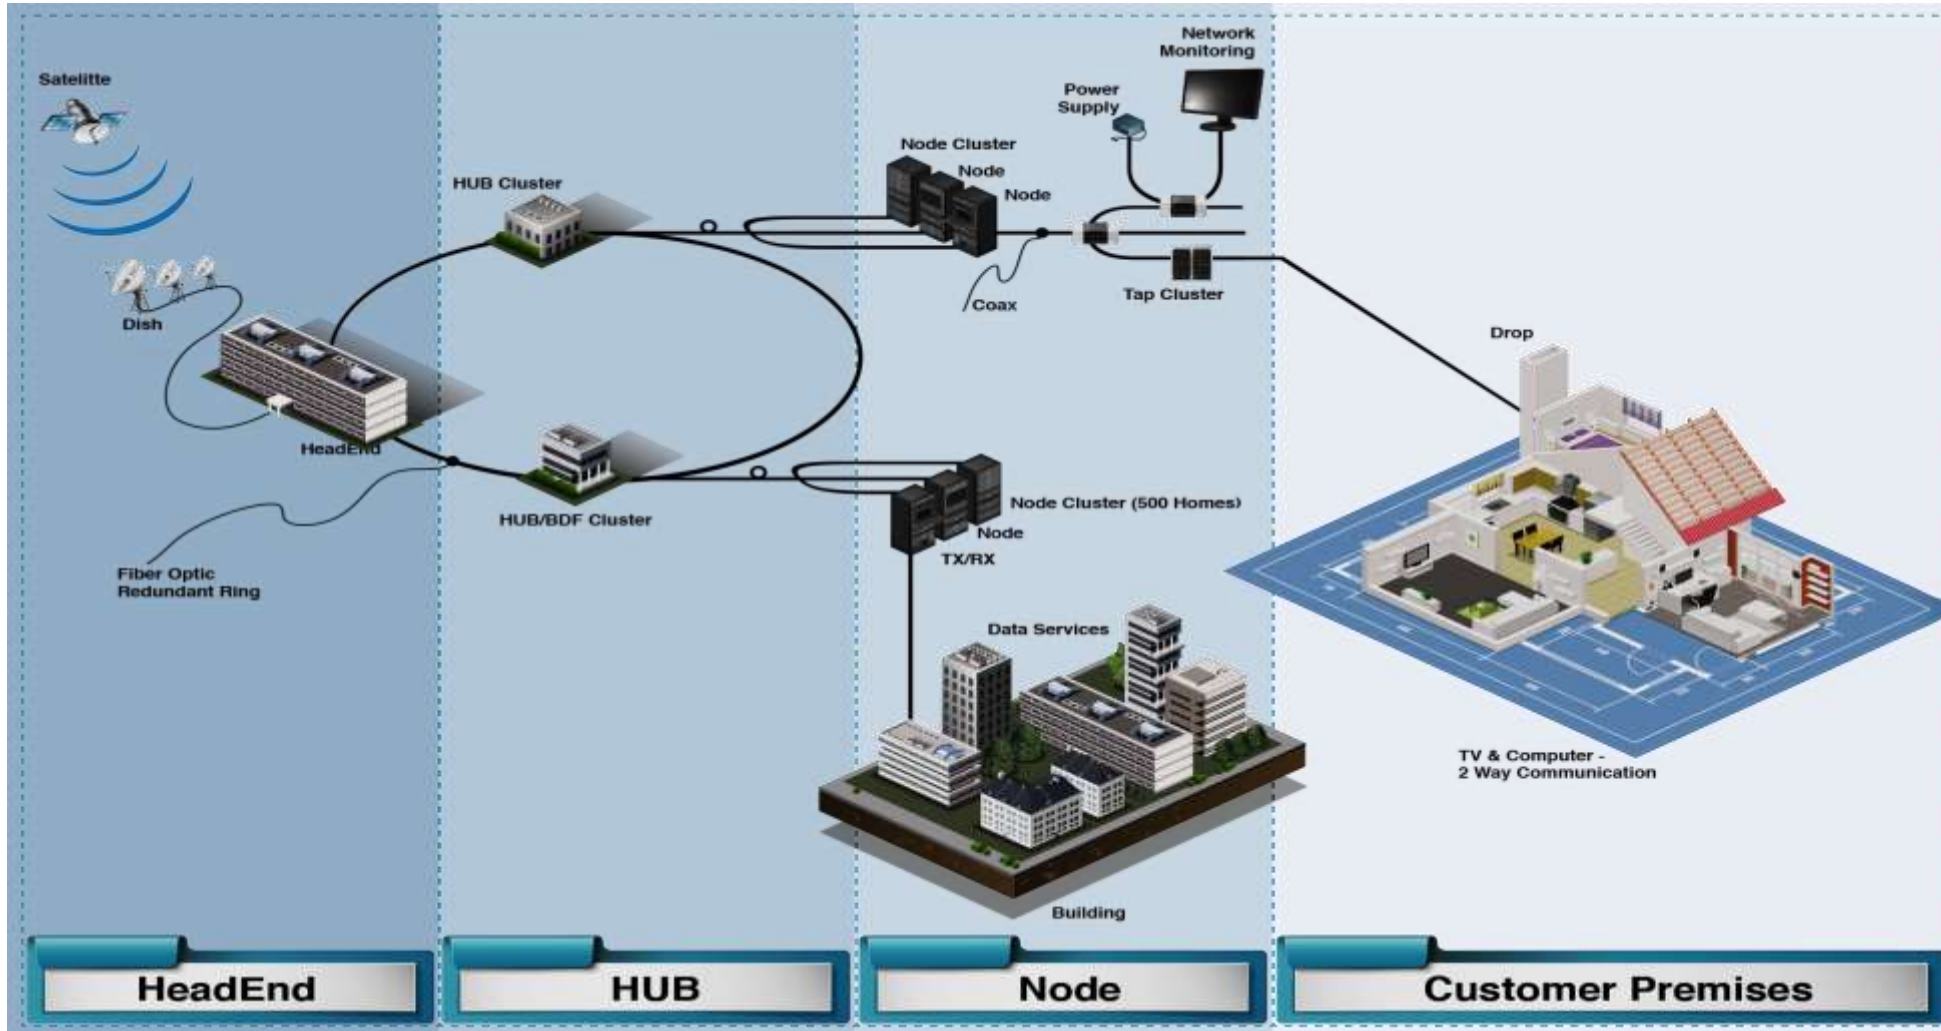 Satelitte
Dish
HeadEnd
Fiber Optic
Redundant Ring
HUB Cluster
HUB/BDF Cluster
Node Cluster
Node
Node
Coax
Power
Supply
Network
Monitoring
Tap Cluster
Node Cluster (500 Homes)
Node
TX/RX
Data Services
Building
Drop
TV & Computer -
2 Way Communication
HeadEnd
HUB
Node
Customer Premises